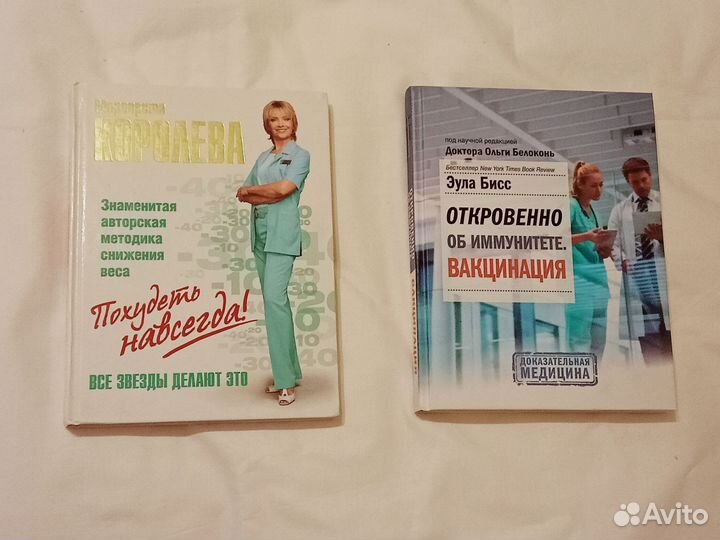 Маргарита
КОРОЛЕВА
Знаменитая
авторская
методика
снижения
веса
Похудеть
навсегда!
ВСЕ ЗВЕЗДЫ ДЕЛАЮТ ЭТО
под научной редакцией
Доктора Ольги Белоконь
Бестселлер New York Times Book Review
Эула Бисс
ОТКРОВЕННО
ОБ ИММУНИТЕТЕ.
ВАКЦИНАЦИЯ
ДОКАЗАТЕЛЬНАЯ
МЕДИЦИНА
Avito